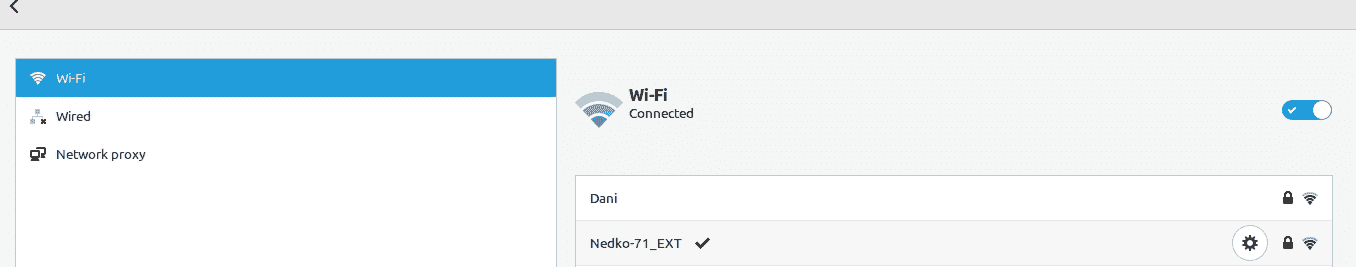 Wi-Fi
Wired
Network proxy
Wi-Fi
Connected
Dani
Nedko-71_EXT